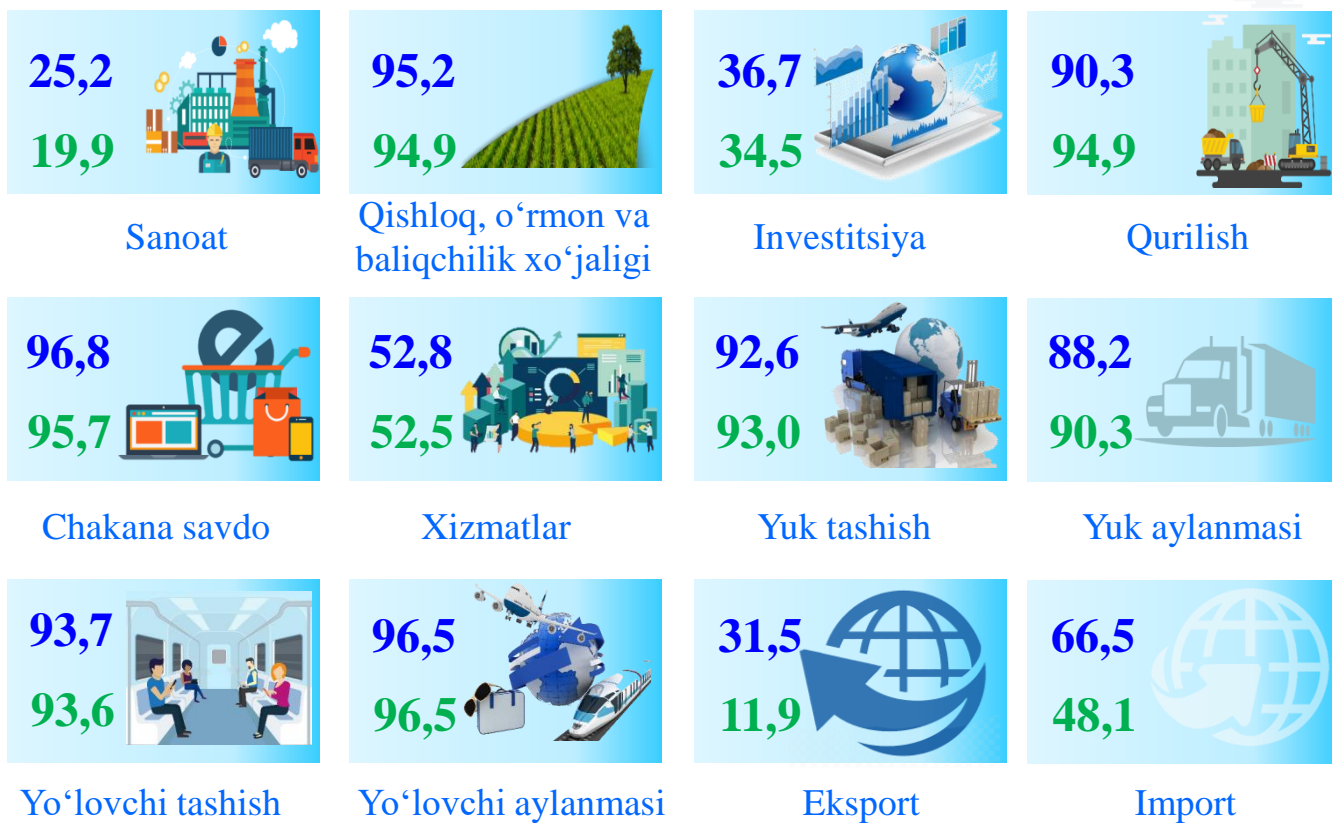 25,2
19,9
Sanoat
95,2
94,9
Qishloq, o‘rmon va
baliqchilik xo‘jaligi
36,7
34,5
Investitsiya
90,3
94,9
Qurilish
96,8
95,7
Chakana savdo
52,8
52,5
Xizmatlar
92,6
93,0
Yuk tashish
88,2
90,3
Yuk aylanmasi
93,7
93,6
Yo‘lovchi tashish
96,5
96,5
Yo‘lovchi aylanmasi
31,5
11,9
Eksport
66,5
48,1
Import